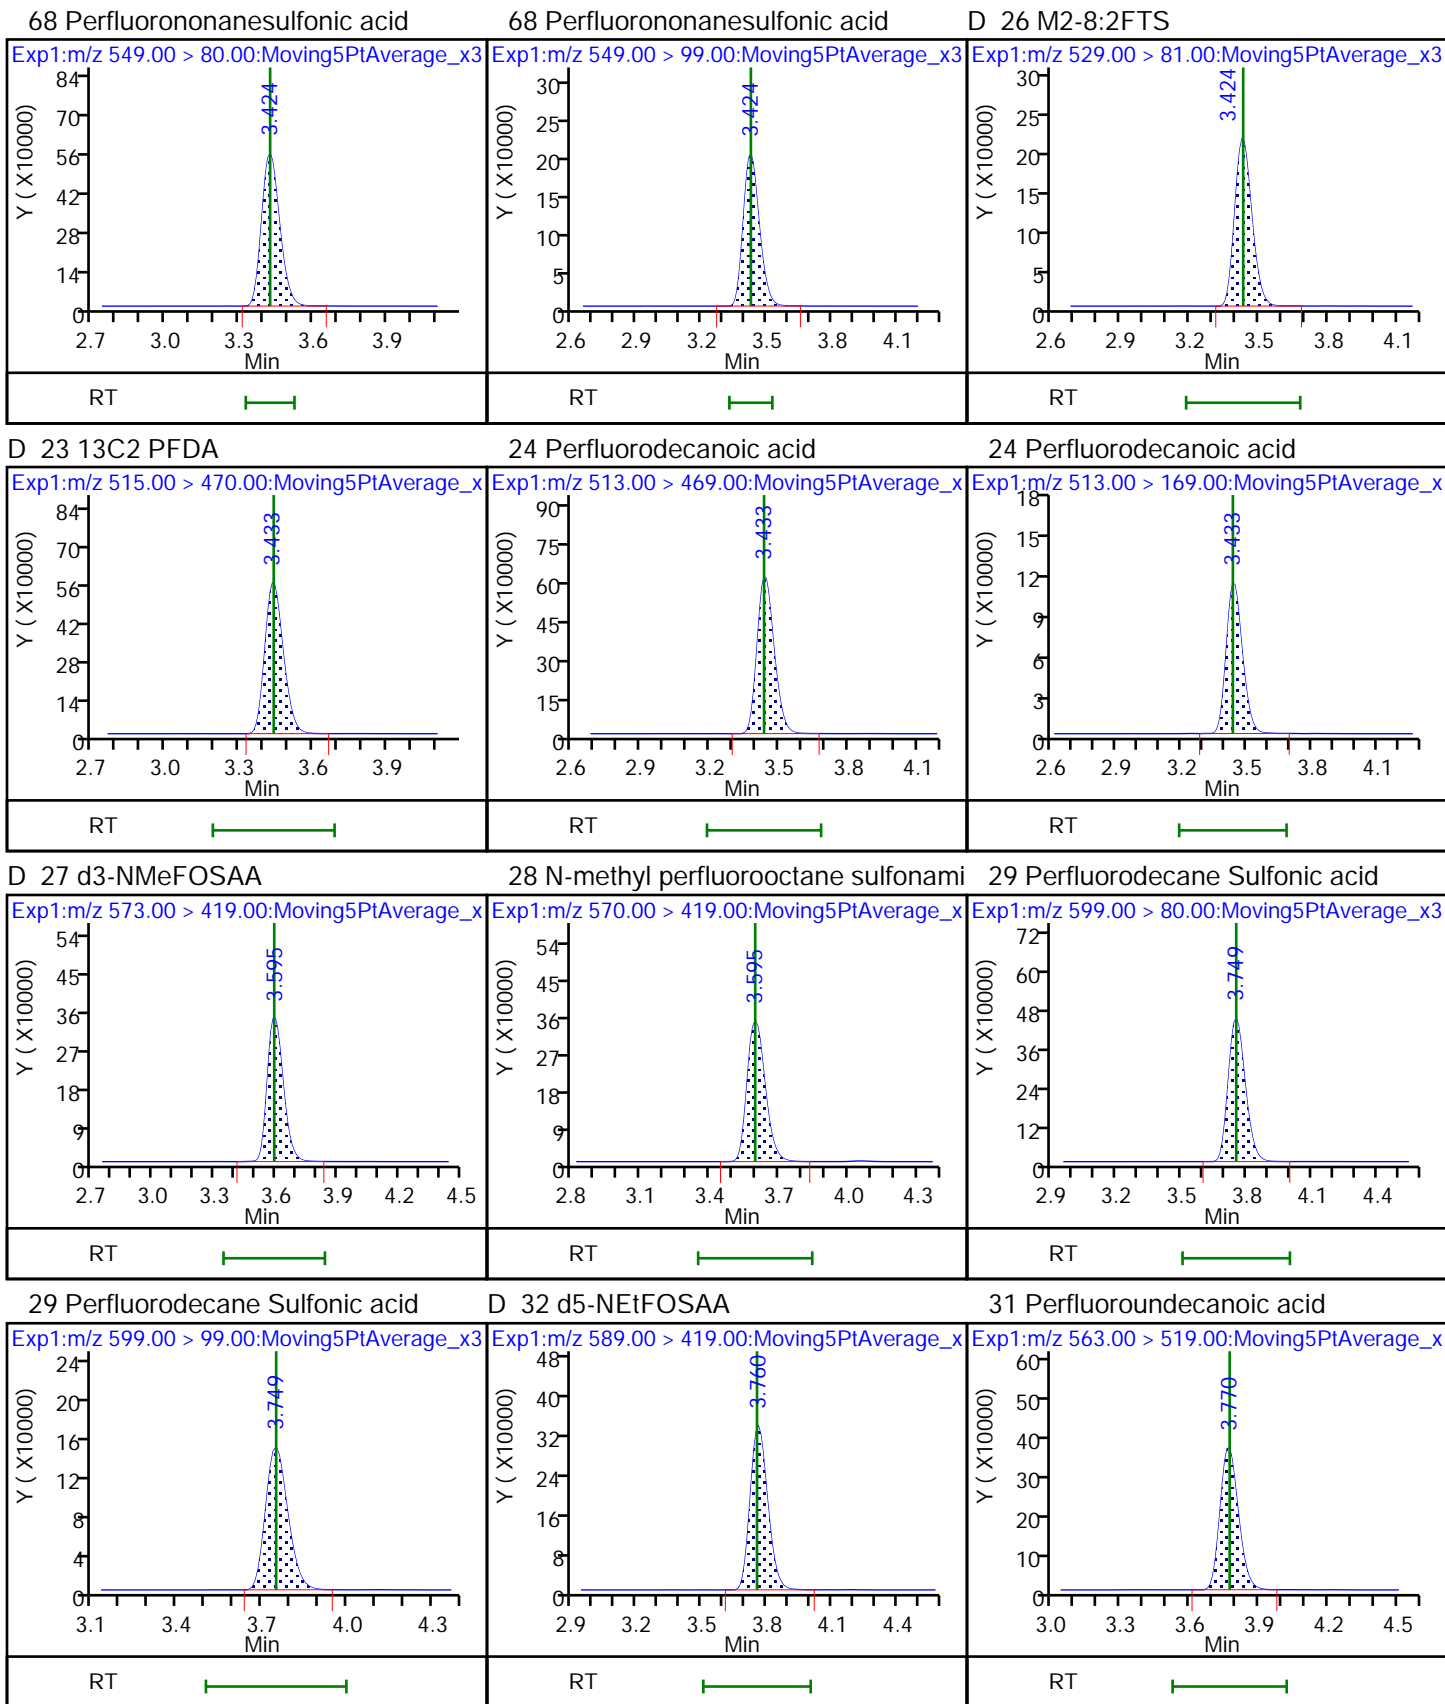 68 Perfluorononanesulfonic acid
Exp1:m/z 549.00 > 80.00:Moving5PtAverage_x3
Y ( X10000)
84
70
56
42
28
14
0
3.424
2.7 3.0 3.3 3.6 3.9
Min
RT
68 Perfluorononanesulfonic acid
Exp1:m/z 549.00 > 99.00:Moving5PtAverage_x3
Y ( X10000)
30
25
20
15
10
5
0
3.424
2.6 2.9 3.2 3.5 3.8 4.1
Min
RT
D 26 M2-8:2FTS
Exp1:m/z 529.00 > 81.00:Moving5PtAverage_x3
Y ( X10000)
30
25
20
15
10
5
0
3.424
2.6 2.9 3.2 3.5 3.8 4.1
Min
RT
D 23 13C2 PFDA
Exp1:m/z 515.00 > 470.00:Moving5PtAverage_x
Y ( X10000)
84
70
56
42
28
14
0
3.433
2.7 3.0 3.3 3.6 3.9
Min
RT
24 Perfluorodecanoic acid
Exp1:m/z 513.00 > 469.00:Moving5PtAverage_x
Y ( X10000)
90
75
60
45
30
15
0
3.433
2.6 2.9 3.2 3.5 3.8 4.1
Min
RT
24 Perfluorodecanoic acid
Exp1:m/z 513.00 > 169.00:Moving5PtAverage_x
Y ( X10000)
18
15
12
9
6
3
0
3.433
2.6 2.9 3.2 3.5 3.8 4.1
Min
RT
D 27 d3-NMeFOSAA
Exp1:m/z 573.00 > 419.00:Moving5PtAverage_x
Y ( X10000)
54
45
36
27
18
9
0
3.595
2.7 3.0 3.3 3.6 3.9 4.2 4.5
Min
RT
28 N-methyl perfluorooctane sulfonami
Exp1:m/z 570.00 > 419.00:Moving5PtAverage_x
Y ( X10000)
54
45
36
27
18
9
0
3.595
2.8 3.1 3.4 3.7 4.0 4.3
Min
RT
29 Perfluorodecane Sulfonic acid
Exp1:m/z 599.00 > 80.00:Moving5PtAverage_x3
Y ( X10000)
72
60
48
36
24
12
0
3.749
2.9 3.2 3.5 3.8 4.1 4.4
Min
RT
29 Perfluorodecane Sulfonic acid
Exp1:m/z 599.00 > 99.00:Moving5PtAverage_x3
Y ( X10000)
24
20
16
12
8
4
0
3.749
3.1 3.4 3.7 4.0 4.3
Min
RT
D 32 d5-NEtFOSAA
Exp1:m/z 589.00 > 419.00:Moving5PtAverage_x
Y ( X10000)
48
40
32
24
16
8
0
3.760
2.9 3.2 3.5 3.8 4.1 4.4
Min
RT
31 Perfluoroundecanoic acid
Exp1:m/z 563.00 > 519.00:Moving5PtAverage_x
Y ( X10000)
60
50
40
30
20
10
0
3.770
3.0 3.3 3.6 3.9 4.2 4.5
Min
RT